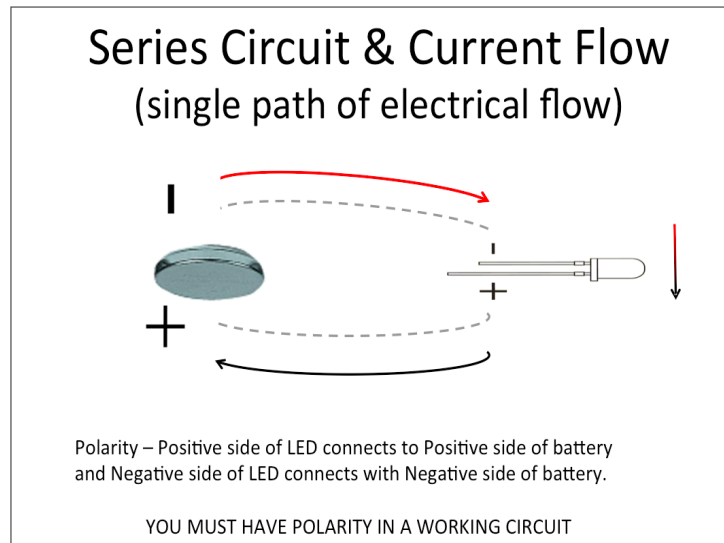 Series Circuit & Current Flow
(single path of electrical flow)
-
-
+
+
Polarity – Positive side of LED connects to Positive side of battery
and Negative side of LED connects with Negative side of battery.
YOU MUST HAVE POLARITY IN A WORKING CIRCUIT